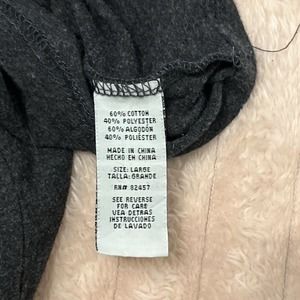 60% COTTON
40% POLYESTER
60% ALGODÓN
40% POLIÉSTER
MADE IN CHINA
HECHO EN CHINA
SIZE: LARGE
TALLA: GRANDE
RN# 82457
SEE REVERSE
FOR CARE
VEA DETRAS
INSTRUCCIONES
DE LAVADO